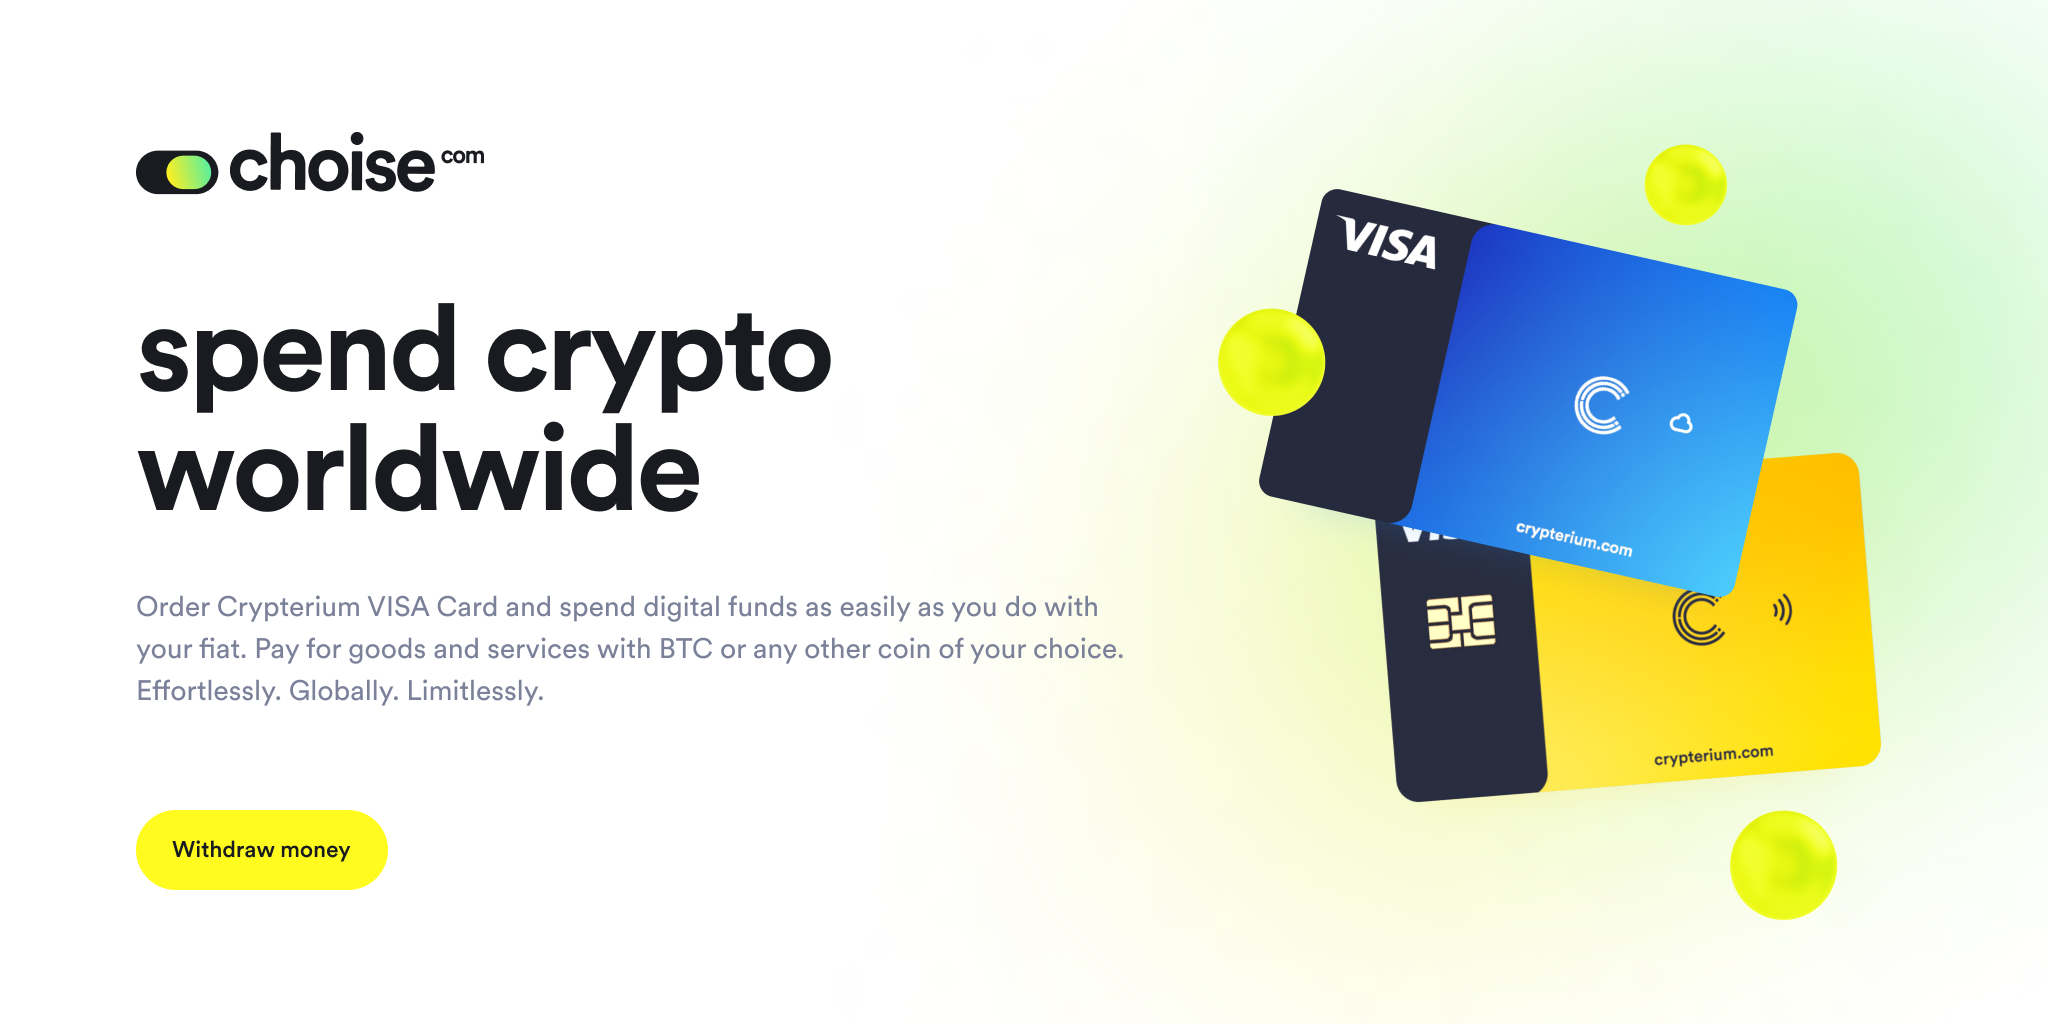 choise com
spend crypto
worldwide
Order Crypterium VISA Card and spend digital funds as easily as you do with
your fiat. Pay for goods and services with BTC or any other coin of your choice.
Effortlessly. Globally. Limitlessly.
Withdraw money
VISA
crypterium.com
crypterium.com